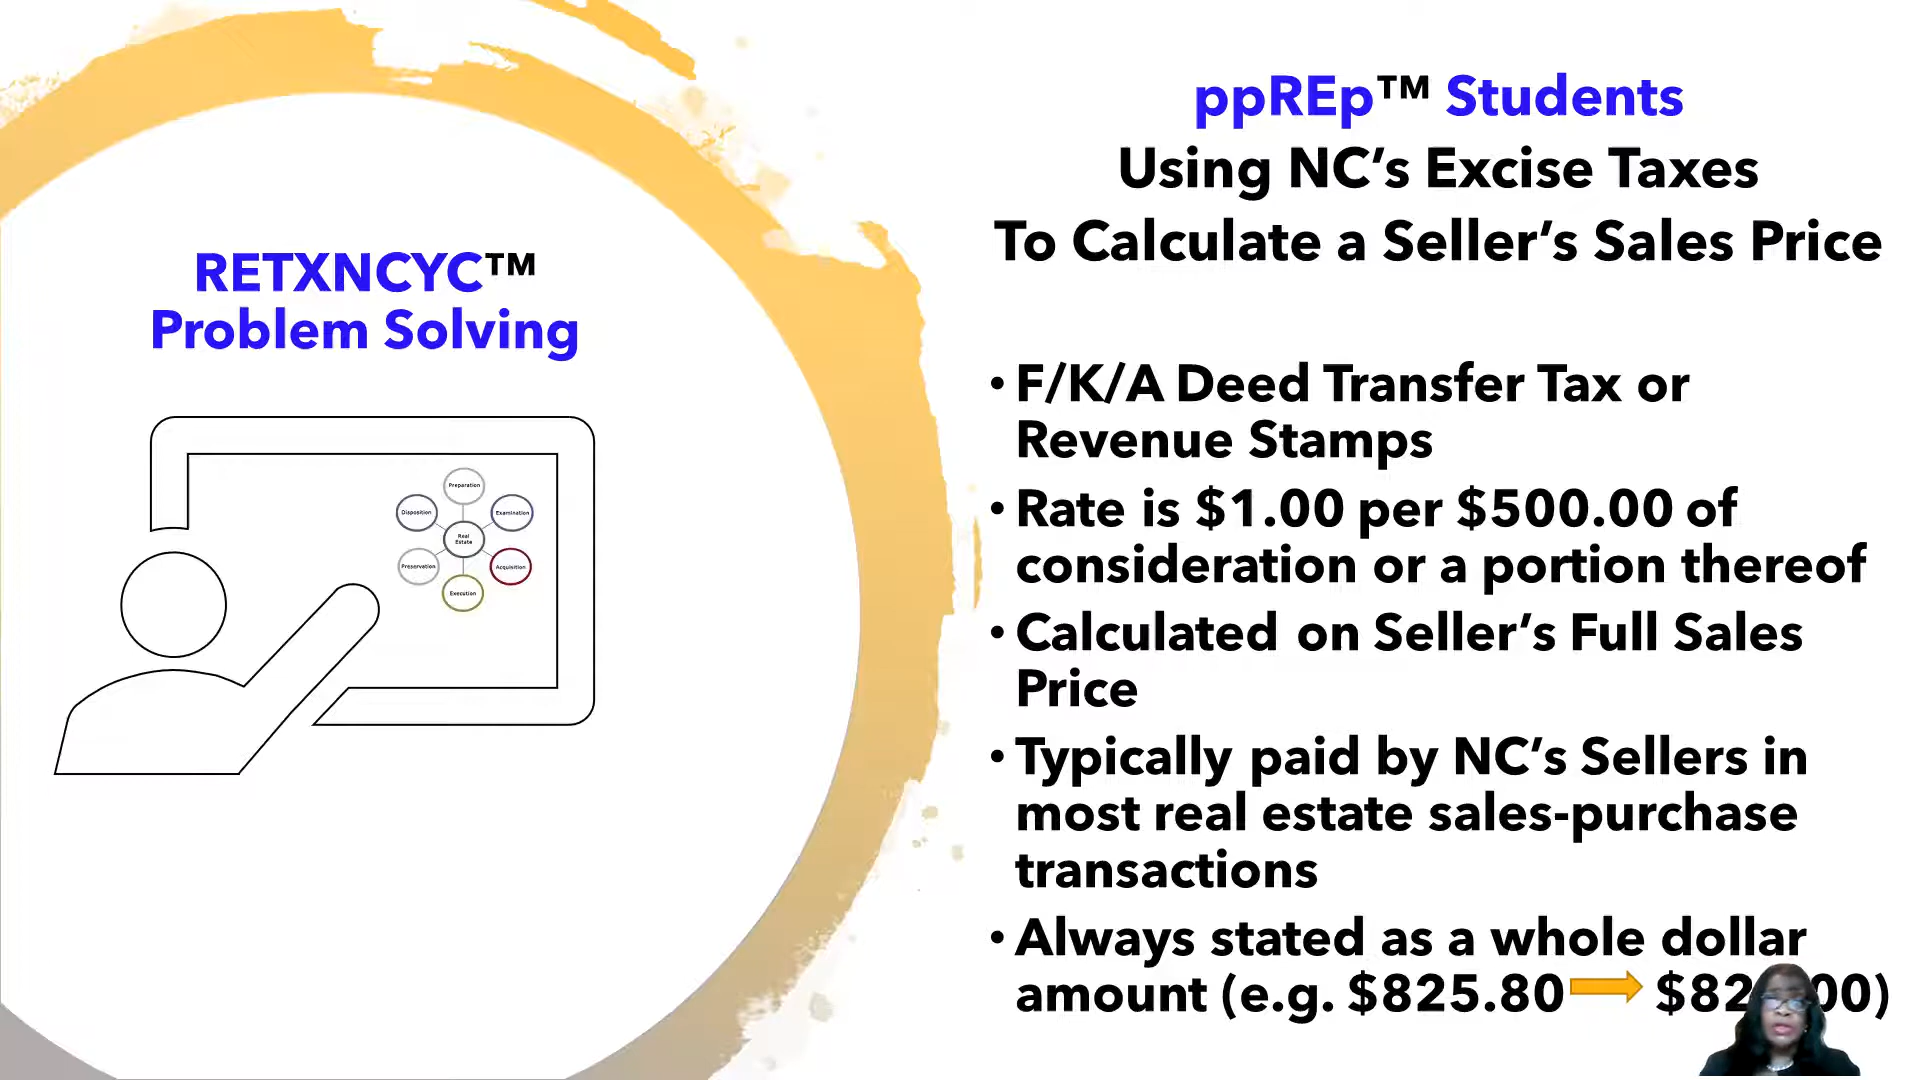 RETXNCYC™
Problem Solving
Preparation
Disposition
Examination
Real
Estate
Preservation
Acquisition
Execution
ppREp™ Students
Using NC’s Excise Taxes
To Calculate a Seller’s Sales Price
• F/K/A Deed Transfer Tax or
Revenue Stamps
• Rate is $1.00 per $500.00 of
consideration or a portion thereof
• Calculated on Seller’s Full Sales
Price
• Typically paid by NC’s Sellers in
most real estate sales-purchase
transactions
• Always stated as a whole dollar
amount (e.g. $825.80